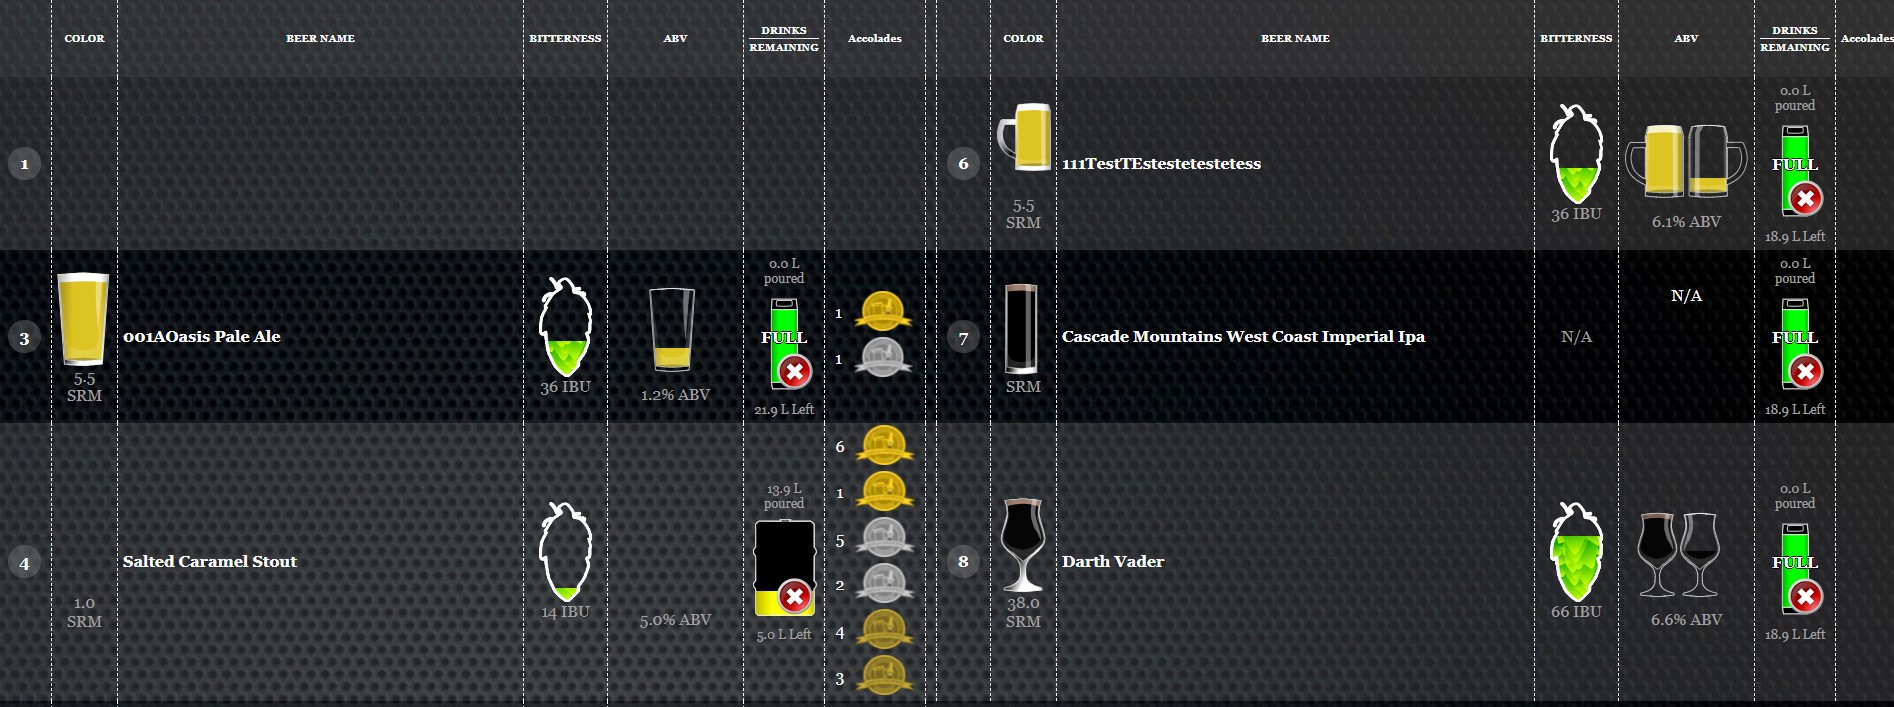 COLOR BEER NAME BITTERNESS ABV DRINKS REMAINING Accolades COLOR BEER NAME BITTERNESS ABV DRINKS REMAINING Accolades
1
3
5.5
SRM
001AOasis Pale Ale
36 IBU
1.2% ABV
0.0 L
poured
FULL
21.9 L Left
1
1
4
1.0
SRM
Salted Caramel Stout
14 IBU
5.0% ABV
13.9 L
poured
5.0 L Left
6
1
5
2
4
3
6
5.5
SRM
111TestTEstestetestetess
36 IBU
6.1% ABV
0.0 L
poured
FULL
18.9 L Left
7
SRM
Cascade Mountains West Coast Imperial Ipa
N/A
N/A
0.0 L
poured
FULL
18.9 L Left
8
38.0
SRM
Darth Vader
66 IBU
6.6% ABV
0.0 L
poured
FULL
18.9 L Left